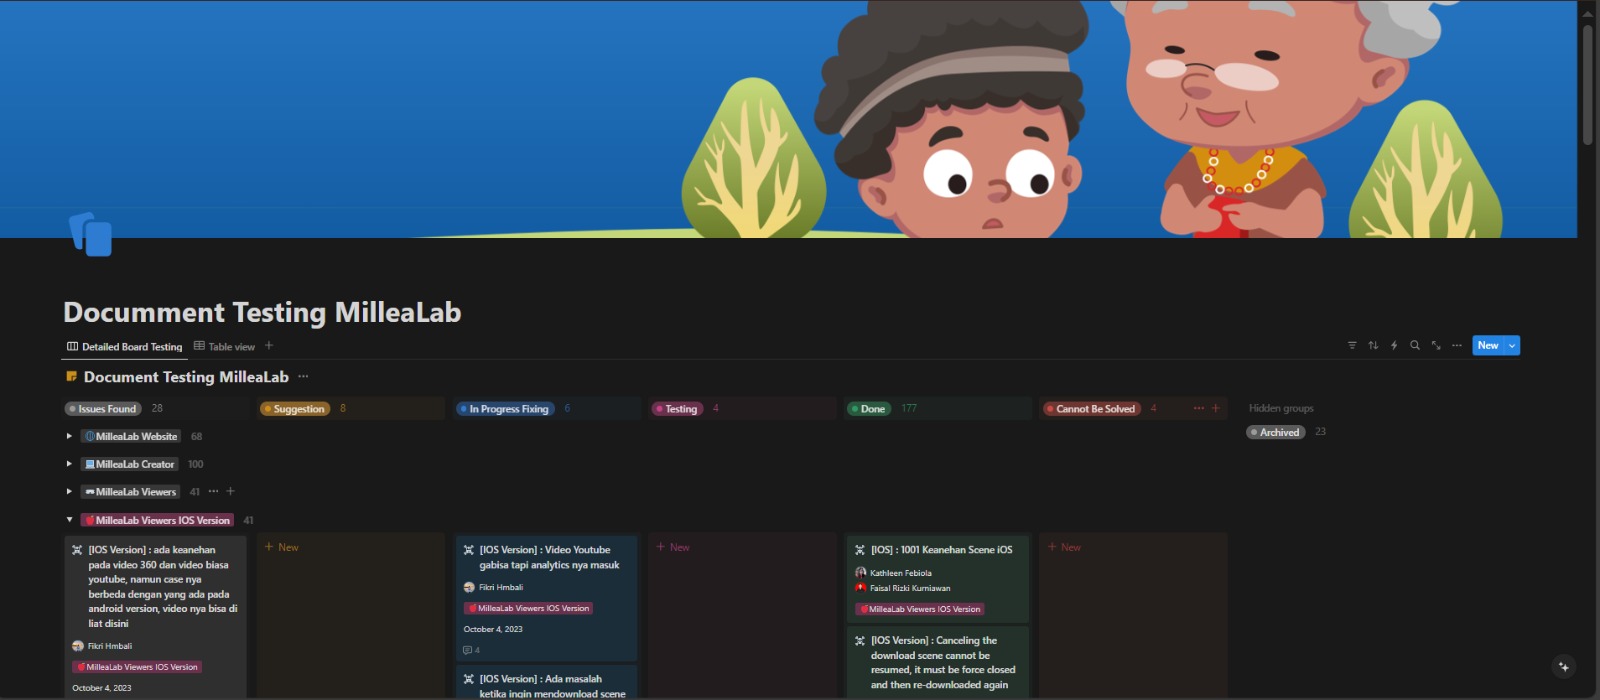 Documment Testing MilleaLab
Detailed Board Testing
Table view
New
Document Testing MilleaLab
Issues Found 28
Suggestion 8
In Progress Fixing 6
Testing 4
Done 177
Cannot Be Solved 4
Hidden groups
Archived 23
MilleaLab Website 68
MilleaLab Creator 100
MilleaLab Viewers 41
MilleaLab Viewers IOS Version 41
[IOS Version] : ada keanehan
pada video 360 dan video biasa
youtube, namun case nya
berbeda dengan yang ada pada
android version, video nya bisa di
liat disini
Fikri Hmbali
MilleaLab Viewers IOS Version
October 4, 2023
+ New
[IOS Version] : Video Youtube
gabisa tapi analytics nya masuk
Fikri Hmbali
MilleaLab Viewers IOS Version
October 4, 2023
4
[IOS Version] : Ada masalah
ketika ingin mendownload scene
+ New
[IOS] : 1001 Keanehan Scene iOS
Kathleen Febiola
Faisal Rizki Kurniawan
MilleaLab Viewers IOS Version
[IOS Version] : Canceling the
download scene cannot be
resumed, it must be force closed
and then re-downloaded again
+ New